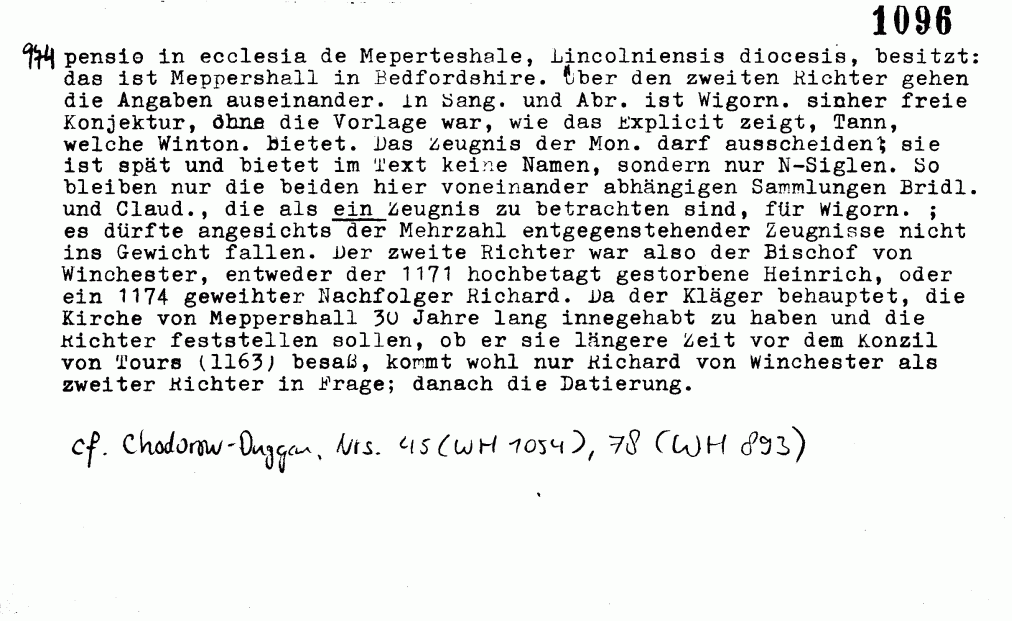 1096
974 pensio in ecclesia de Meperteshale, Lincolniensis diocesis, besitzt:
das ist Meppershall in Bedfordshire. Über den zweiten Richter gehen
die Angaben auseinander. In Sang. und Abr. ist Wigorn. sicher freie
Konjektur, ohne die Vorlage war, wie das Explicit zeigt, Tann,
welche Winton. bietet. Das Zeugnis der Mon. darf ausscheiden; sie
ist spät und bietet im Text keine Namen, sondern nur N-Siglen. So
bleiben nur die beiden hier voneinander abhängigen Sammlungen Bridl.
und Claud., die als ein Zeugnis zu betrachten sind, für Wigorn. ;
es dürfte angesichts der Mehrzahl entgegenstehender Zeugnisse nicht
ins Gewicht fallen. Der zweite Richter war also der Bischof von
Winchester, entweder der 1171 hochbetagt gestorbene Heinrich, oder
ein 1174 geweihter Nachfolger Richard. Da der Kläger behauptet, die
Kirche von Meppershall 30 Jahre lang innegehabt zu haben und die
Richter feststellen sollen, ob er sie längere Zeit vor dem Konzil
von Tours (1163) besaß, kommt wohl nur Richard von Winchester als
zweiter Richter in Frage; danach die Datierung.
cf. Chodorow-Duggan, Nrs. 45 (WH 1054), 78 (WH 893)